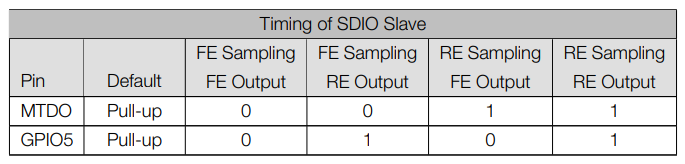 Timing of SDIO Slave
FE Sampling FE Sampling RE Sampling RE Sampling
Pin Default FE Output RE Output FE Output RE Output
MTDO Pull-up 0 0 1 1
GPIO5 Pull-up 0 1 0 1